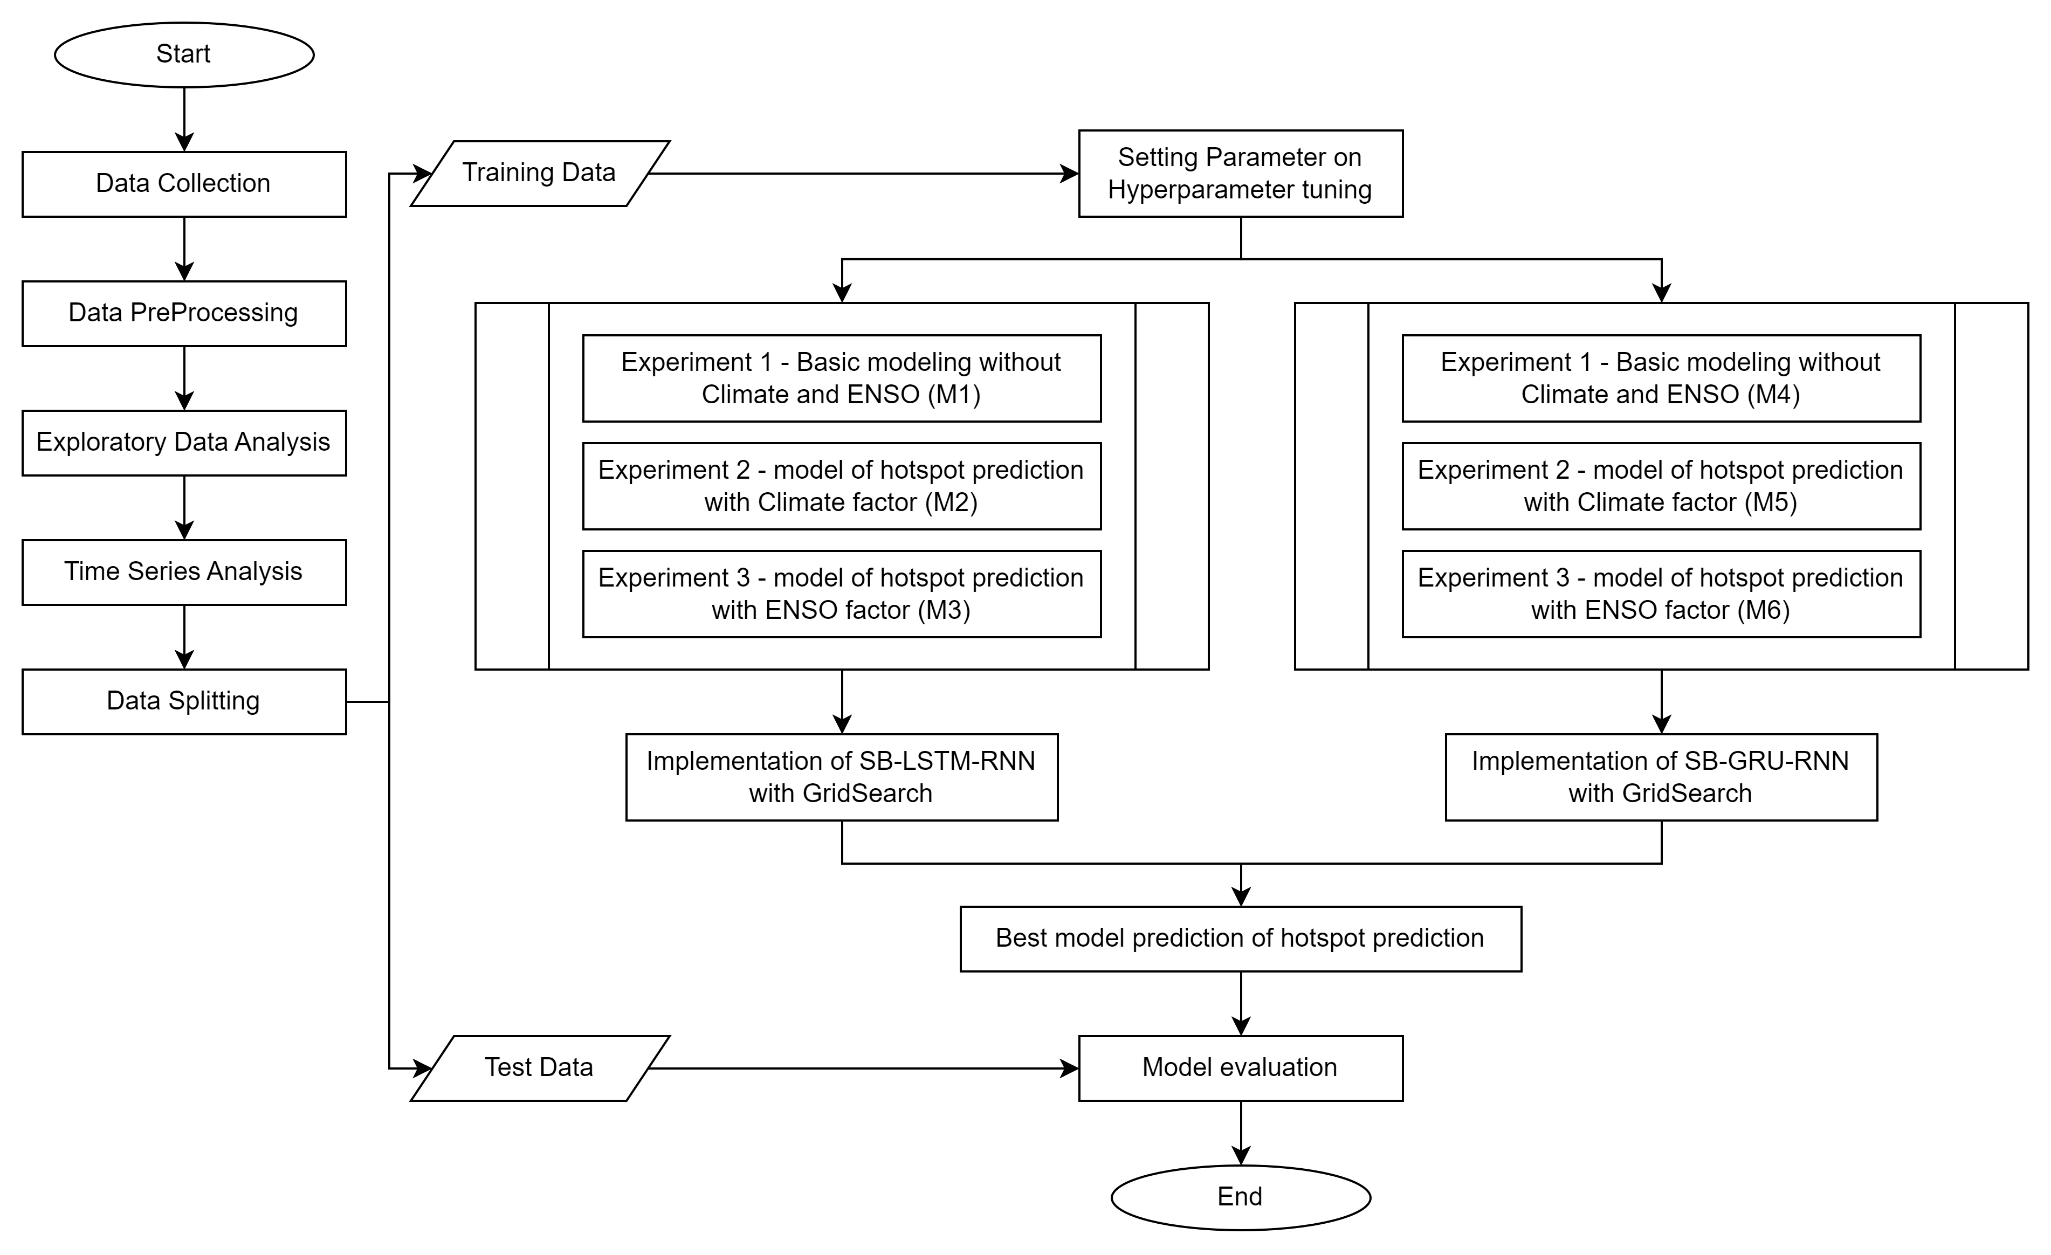 Start
Data Collection
Data PreProcessing
Exploratory Data Analysis
Time Series Analysis
Data Splitting
Training Data
Setting Parameter on
Hyperparameter tuning
Experiment 1 - Basic modeling without
Climate and ENSO (M1)
Experiment 2 - model of hotspot prediction
with Climate factor (M2)
Experiment 3 - model of hotspot prediction
with ENSO factor (M3)
Implementation of SB-LSTM-RNN
with GridSearch
Experiment 1 - Basic modeling without
Climate and ENSO (M4)
Experiment 2 - model of hotspot prediction
with Climate factor (M5)
Experiment 3 - model of hotspot prediction
with ENSO factor (M6)
Implementation of SB-GRU-RNN
with GridSearch
Best model prediction of hotspot prediction
Test Data
Model evaluation
End